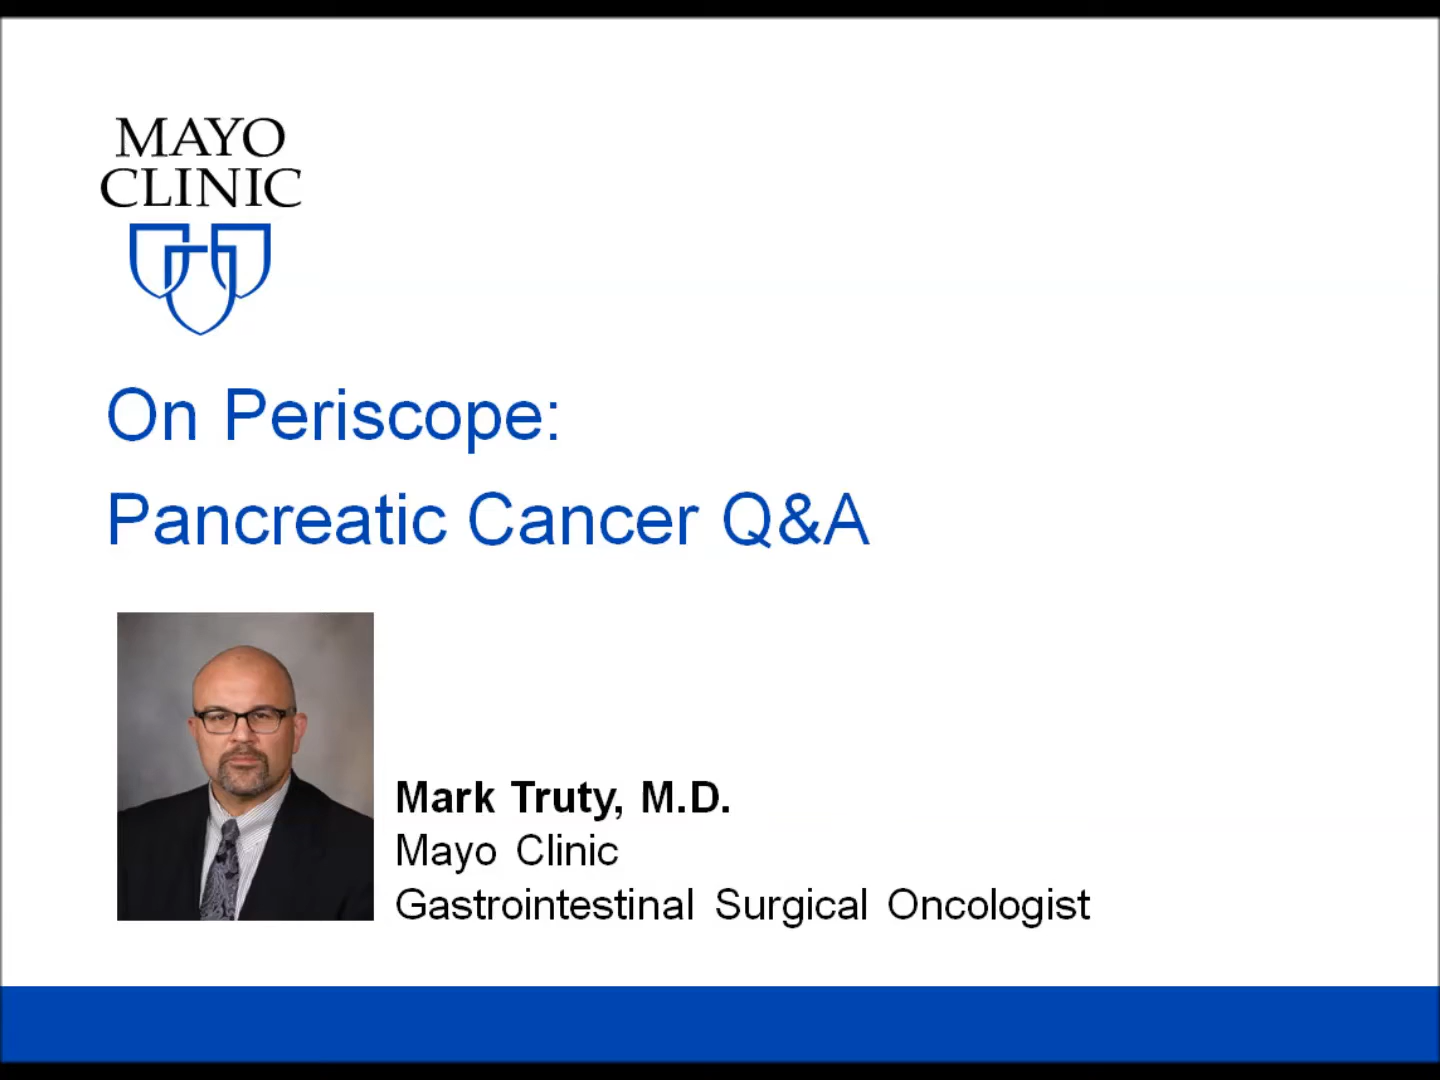 MAYO
CLINIC
On Periscope:
Pancreatic Cancer Q&A
Mark Truty, M.D.
Mayo Clinic
Gastrointestinal Surgical Oncologist